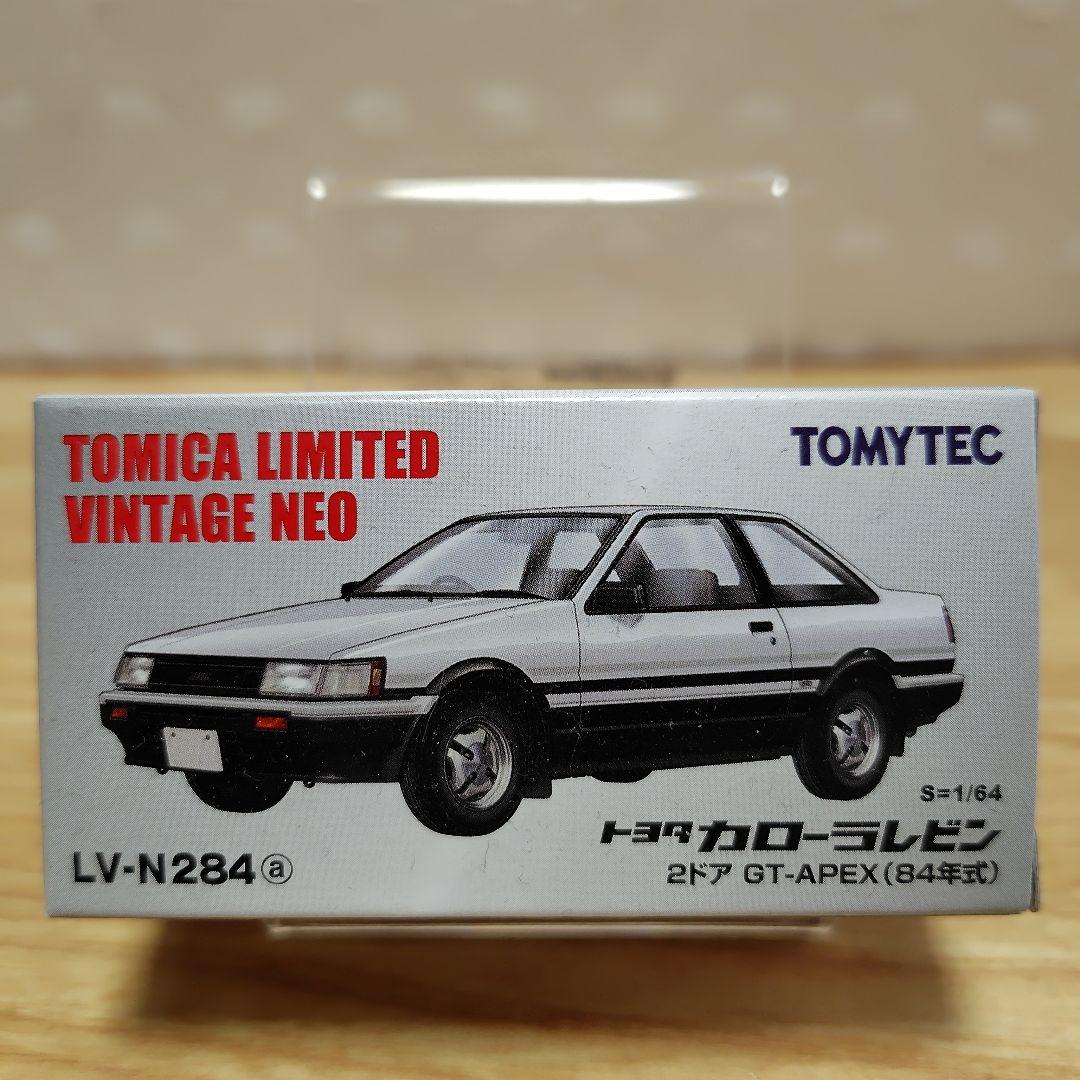 TOMICA LIMITED
VINTAGE NEO
TOMYTEC
S=1/64
トヨタ カローラレビン
LV-N284ⓐ
2ドア GT-APEX(84年式)